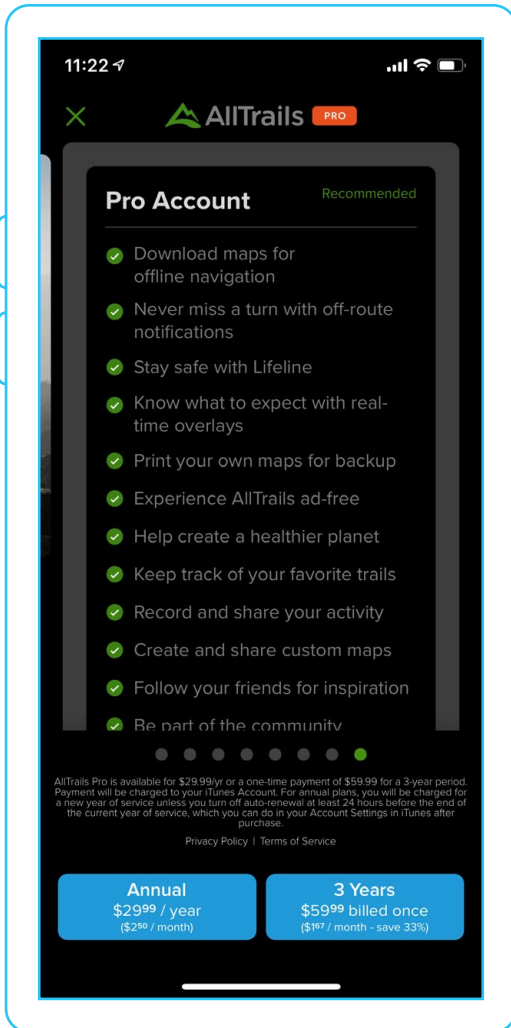 11:22
AllTrails PRO
Pro Account
Recommended
Download maps for
offline navigation
Never miss a turn with off-route
notifications
Stay safe with Lifeline
Know what to expect with real-
time overlays
Print your own maps for backup
Experience AllTrails ad-free
Help create a healthier planet
Keep track of your favorite trails
Record and share your activity
Create and share custom maps
Follow your friends for inspiration
Be part of the community
AllTrails Pro is available for $29.99/yr or a one-time payment of $59.99 for a 3-year period.
Payment will be charged to your iTunes Account. For annual plans, you will be charged for
a new year of service unless you turn off auto-renewal at least 24 hours before the end of
the current year of service, which you can do in your Account Settings in iTunes after
purchase.
Privacy Policy | Terms of Service
Annual
$29⁹⁹ / year
($2⁵⁰ / month)
3 Years
$59⁹⁹ billed once
($1⁶⁷ / month - save 33%)